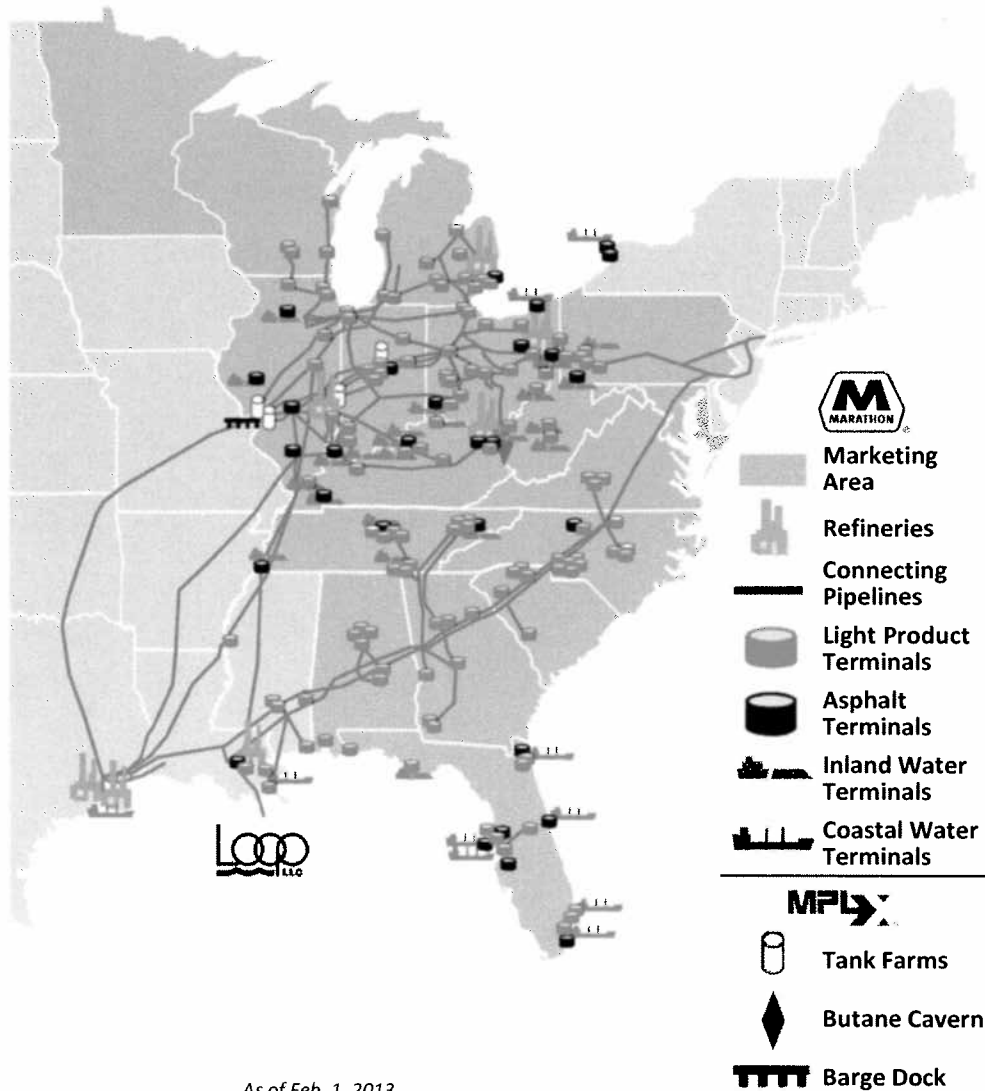 MARATHON
Marketing
Area
Refineries
Connecting
Pipelines
Light Product
Terminals
Asphalt
Terminals
Inland Water
Terminals
Coastal Water
Terminals
LOOP
LLC
MPLX
Tank Farms
Butane Cavern
Barge Dock
As of Feb. 1, 2013